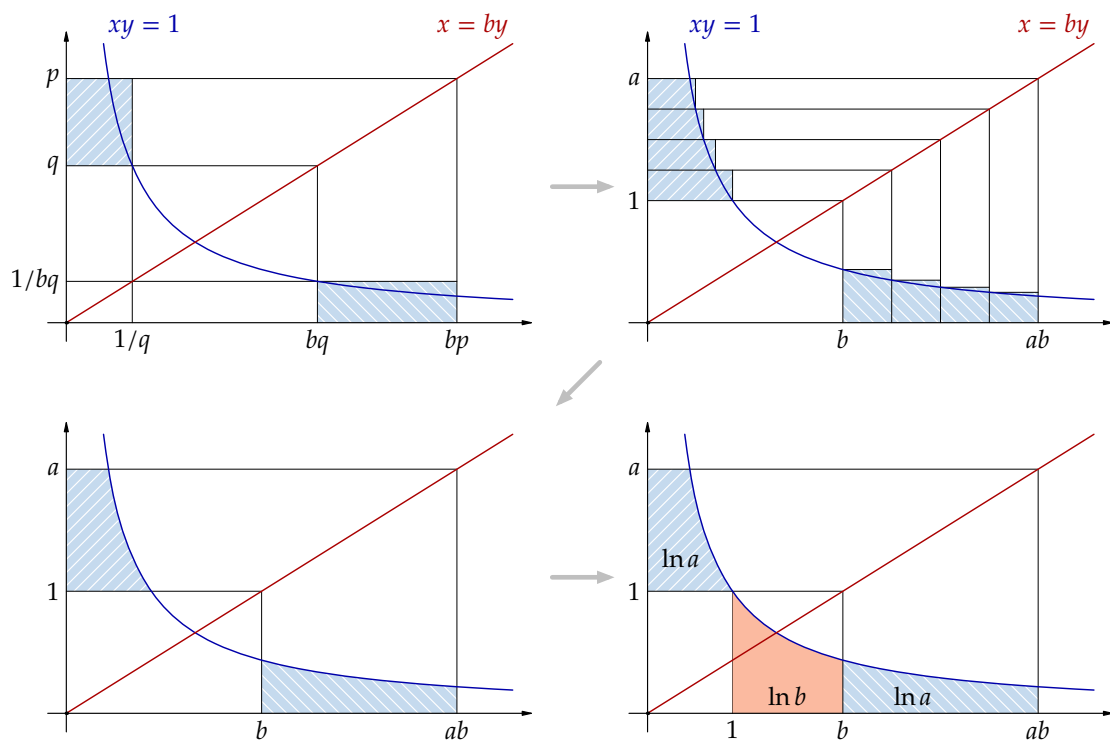 xy = 1
x = by
p
q
1/bq
1/q
bq
bp
xy = 1
x = by
a
1
b
ab
a
1
b
ab
a
1
ln a
ln b
ln a
1
b
ab